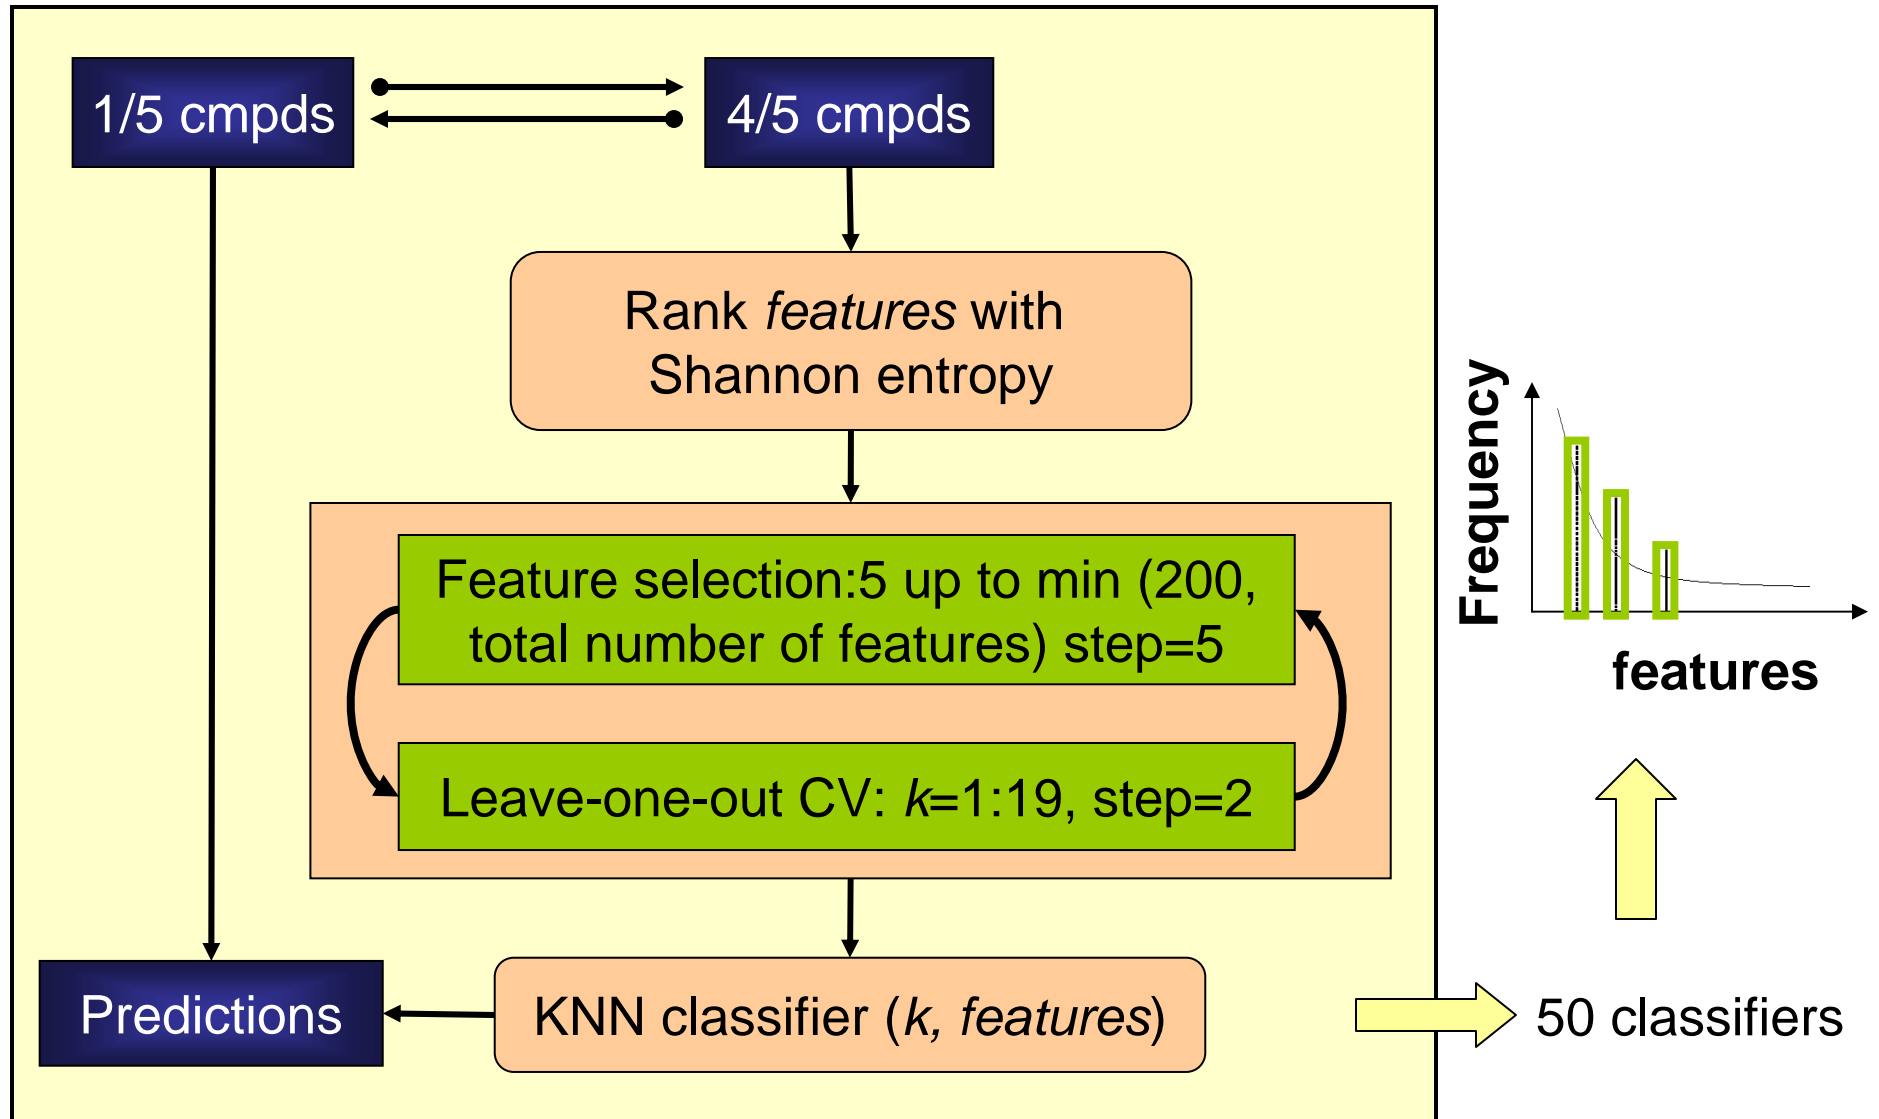 1/5 cmpds
4/5 cmpds
Rank features with
Shannon entropy
Feature selection:5 up to min (200,
total number of features) step=5
Leave-one-out CV: k=1:19, step=2
Predictions
KNN classifier (k, features)
50 classifiers
Frequency
features